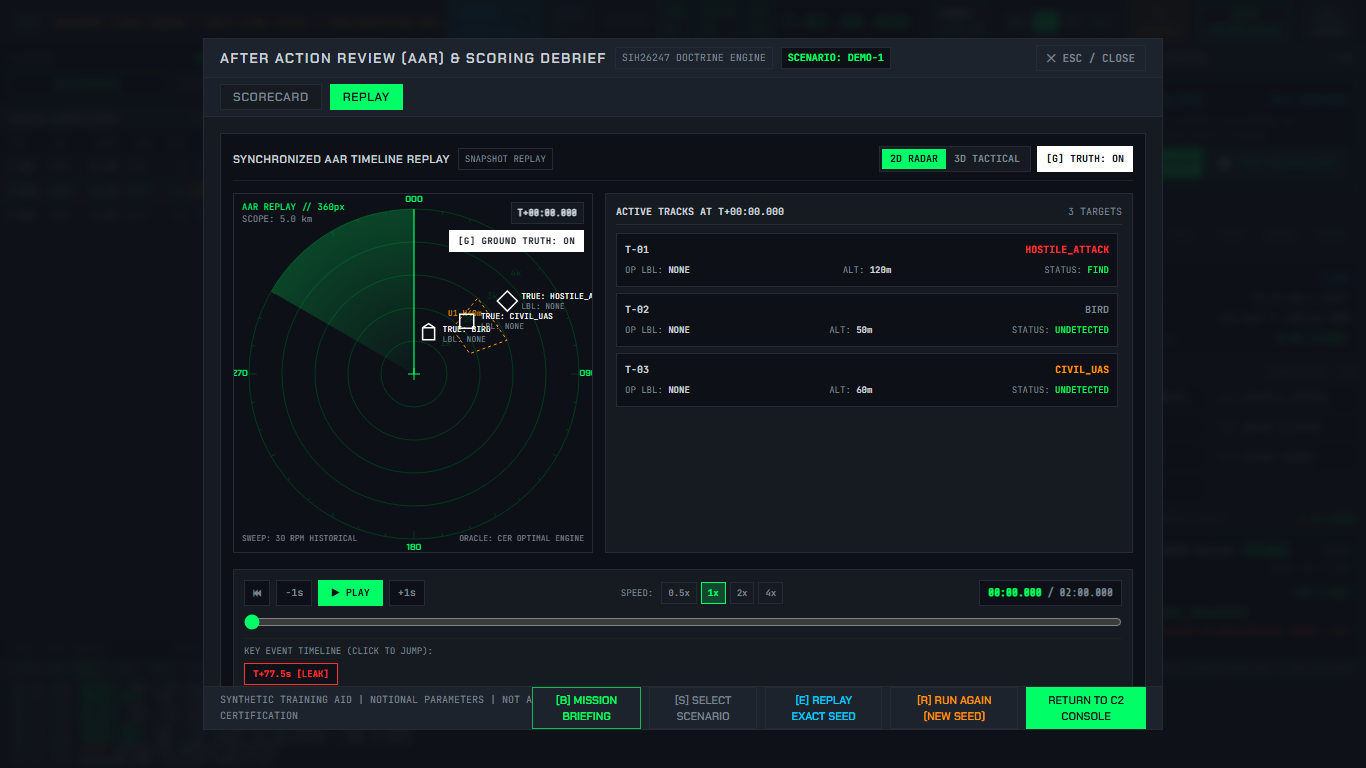 AFTER ACTION REVIEW (AAR) & SCORING DEBRIEF
SIH26247 DOCTRINE ENGINE
SCENARIO: DEMO-1
✕ ESC / CLOSE
SCORECARD
REPLAY
SYNCHRONIZED AAR TIMELINE REPLAY
SNAPSHOT REPLAY
2D RADAR
3D TACTICAL
[G] TRUTH: ON
AAR REPLAY // 360px
SCOPE: 5.0 km
000
T+00:00.000
[G] GROUND TRUTH: ON
TRUE: HOSTILE_A
LBL: NONE
TRUE: CIVIL_UAS
LBL: NONE
TRUE: BIRD
LBL: NONE
270
090
180
SWEEP: 30 RPM HISTORICAL
ORACLE: CER OPTIMAL ENGINE
ACTIVE TRACKS AT T+00:00.000
3 TARGETS
T-01
HOSTILE_ATTACK
OP LBL: NONE
ALT: 120m
STATUS: FIND
T-02
BIRD
OP LBL: NONE
ALT: 50m
STATUS: UNDETECTED
T-03
CIVIL_UAS
OP LBL: NONE
ALT: 60m
STATUS: UNDETECTED
⏮
-1s
▶ PLAY
+1s
SPEED:
0.5x
1x
2x
4x
00:00.000 / 02:00.000
KEY EVENT TIMELINE (CLICK TO JUMP):
T+77.5s [LEAK]
SYNTHETIC TRAINING AID | NOTIONAL PARAMETERS | NOT A
CERTIFICATION
[B] MISSION
BRIEFING
[S] SELECT
SCENARIO
[E] REPLAY
EXACT SEED
[R] RUN AGAIN
(NEW SEED)
RETURN TO C2
CONSOLE